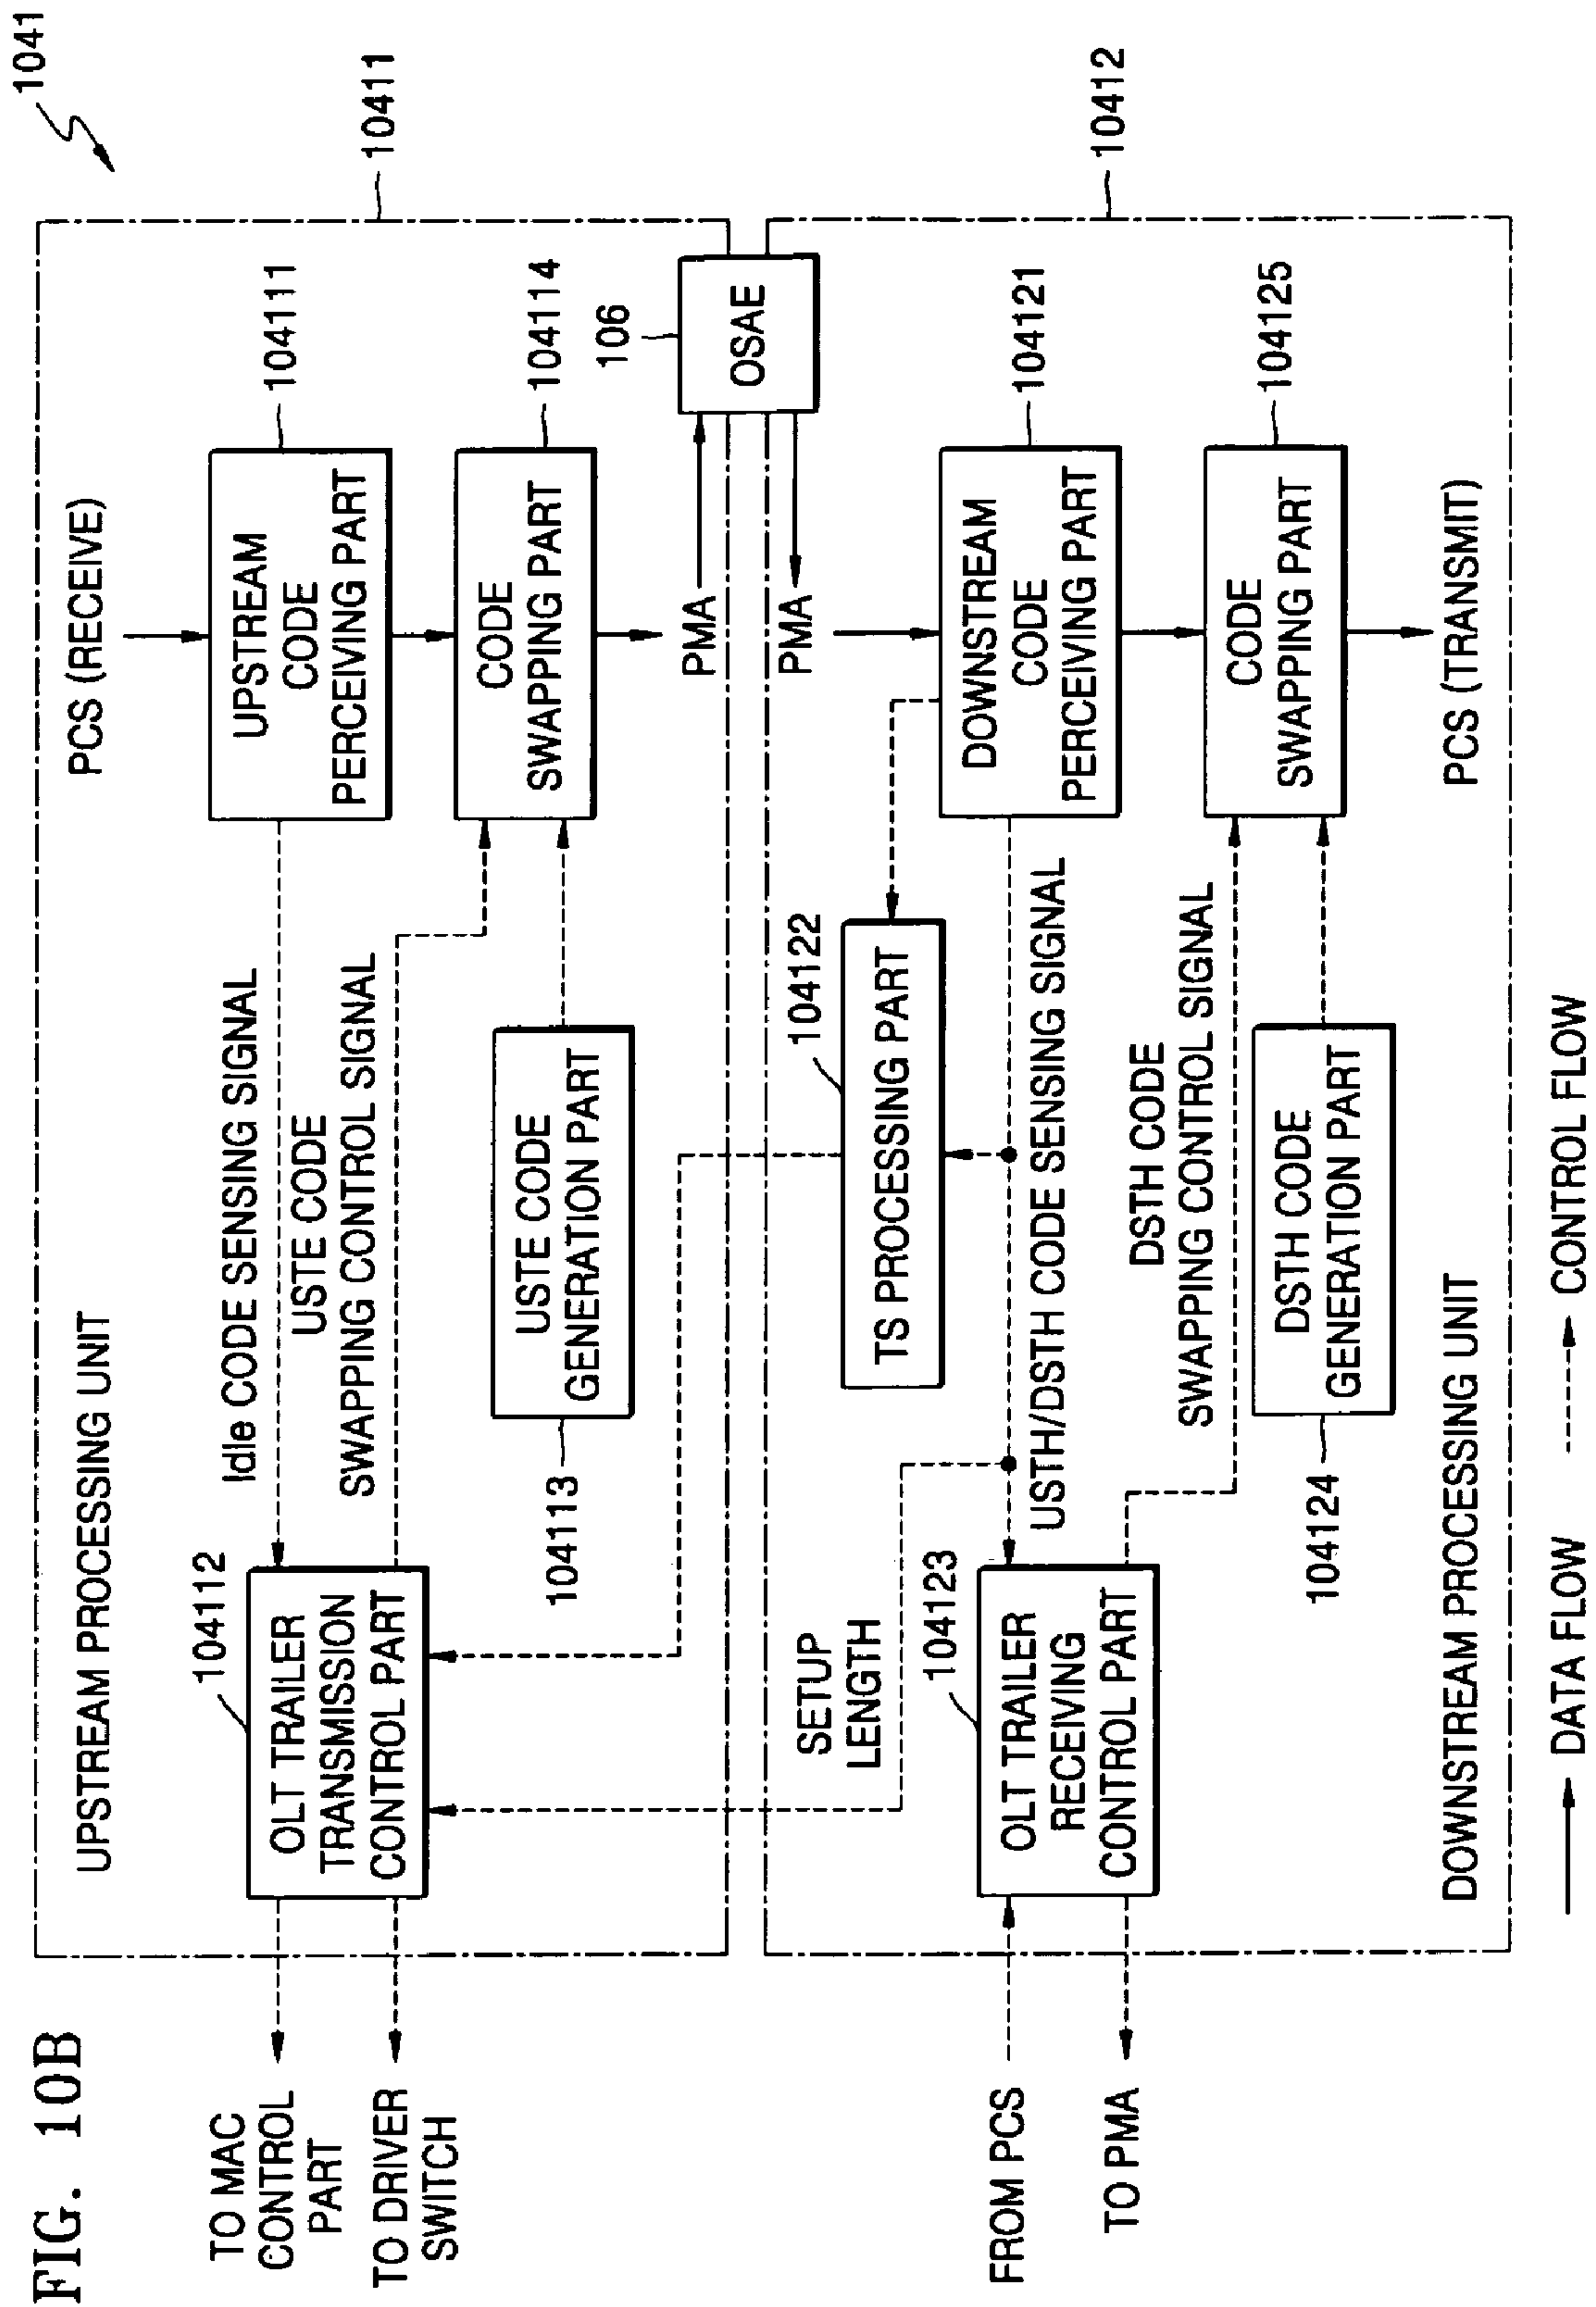 FIG. 10B
1041
UPSTREAM PROCESSING UNIT
10411
PCS (RECEIVE)
104111
UPSTREAM
CODE
PERCEIVING PART
Idle CODE SENSING SIGNAL
104112
OLT TRAILER
TRANSMISSION
CONTROL PART
TO MAC
CONTROL
PART
TO DRIVER
SWITCH
USTE CODE
SWAPPING CONTROL SIGNAL
104114
CODE
SWAPPING PART
USTE CODE
GENERATION PART
104113
PMA
106
OSAE
PMA
10412
SETUP
LENGTH
104122
TS PROCESSING PART
104121
DOWNSTREAM
CODE
PERCEIVING PART
USTH/DSTH CODE SENSING SIGNAL
104123
OLT TRAILER
RECEIVING
CONTROL PART
FROM PCS
TO PMA
DSTH CODE
SWAPPING CONTROL SIGNAL
104125
CODE
SWAPPING PART
DSTH CODE
GENERATION PART
104124
PCS (TRANSMIT)
DOWNSTREAM PROCESSING UNIT
DATA FLOW
CONTROL FLOW